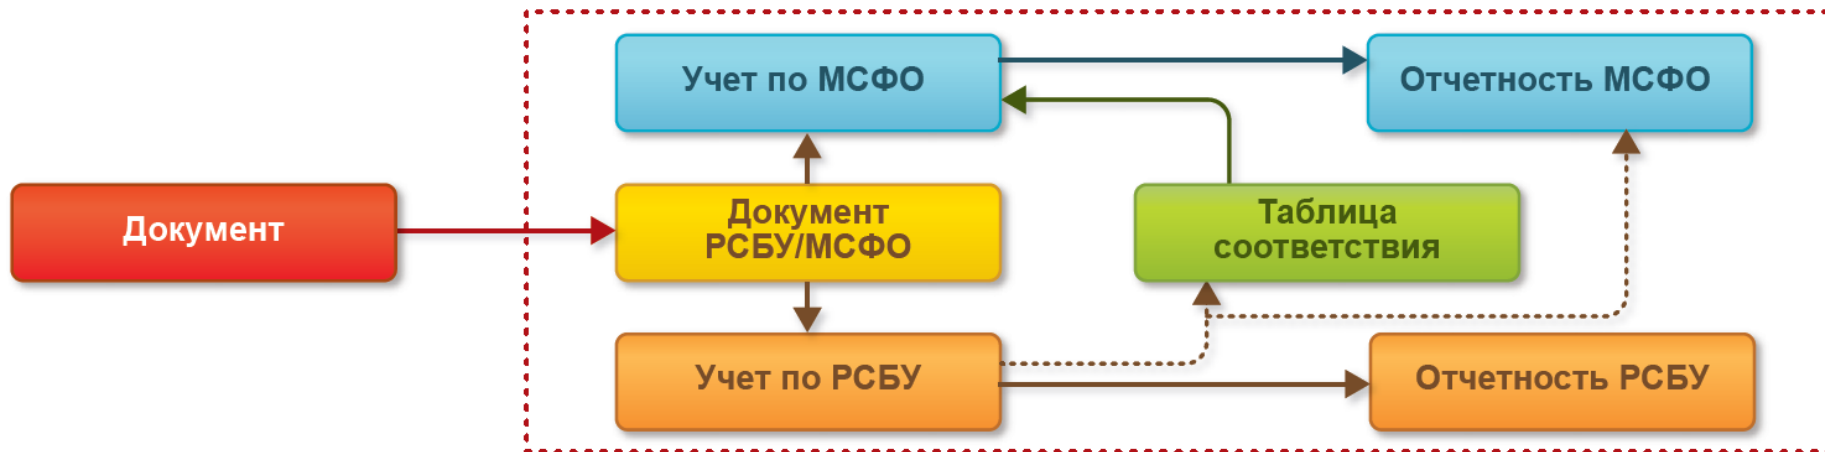 Учет по МСФО
Отчетность МСФО
Документ
Документ
РСБУ/МСФО
Таблица
соответствия
Учет по РСБУ
Отчетность РСБУ